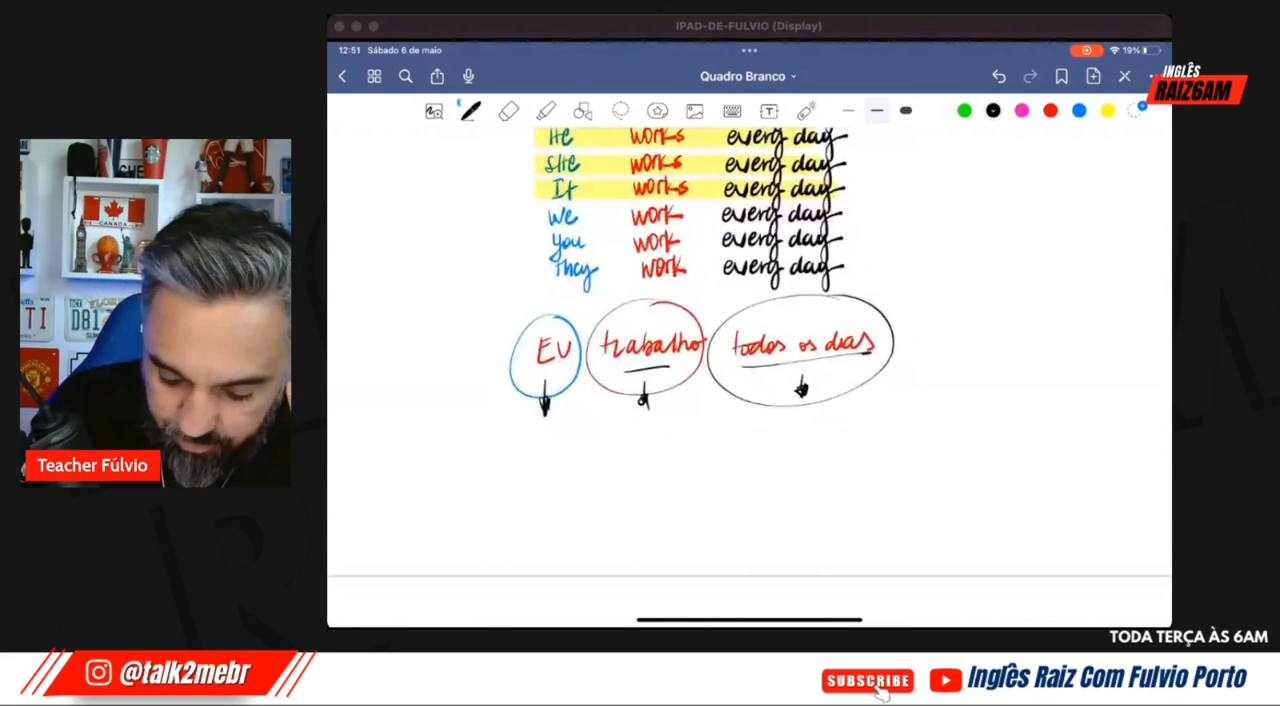 IPAD-DE-FULVIO (Display)
12:51 Sábado 6 de maio
19%
Quadro Branco
INGLÊS
RAIZ6AM
He works every day
She works every day
It works every day
We work every day
You work every day
They work every day
EU trabalho todos os dias
CANADA
Teacher Fúlvio
TODA TERÇA ÀS 6AM
@talk2mebr
SUBSCRIBE
Inglês Raiz Com Fulvio Porto